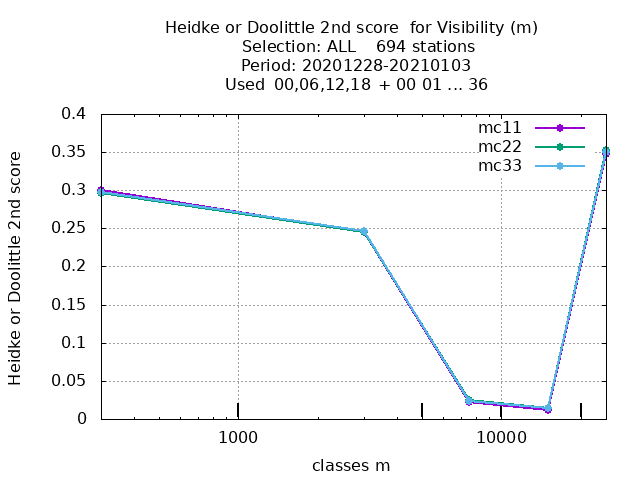 Heidke or Doolittle 2nd score  for Visibility (m)
Selection: ALL    694 stations
Period: 20201228-20210103
Used  00,06,12,18  + 00 01 ... 36
Heidke or Doolittle 2nd score
0.4
0.35
0.3
0.25
0.2
0.15
0.1
0.05
0
mc11
mc22
mc33
1000
10000
classes m